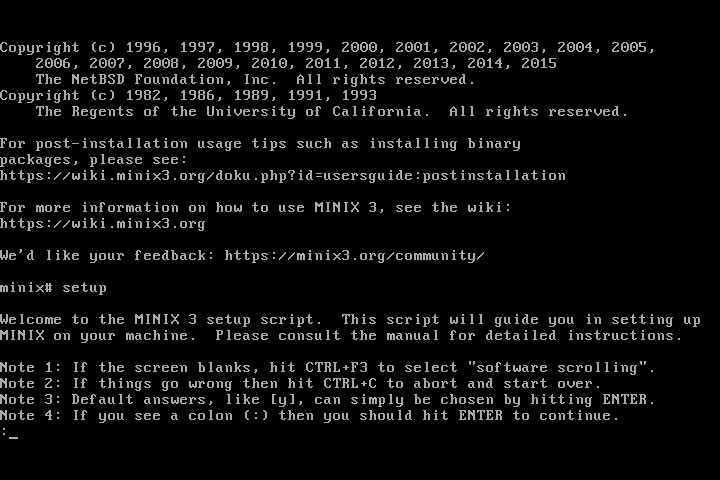 Copyright (c) 1996, 1997, 1998, 1999, 2000, 2001, 2002, 2003, 2004, 2005,
    2006, 2007, 2008, 2009, 2010, 2011, 2012, 2013, 2014, 2015
    The NetBSD Foundation, Inc.  All rights reserved.
Copyright (c) 1982, 1986, 1989, 1991, 1993
    The Regents of the University of California.  All rights reserved.

For post-installation usage tips such as installing binary
packages, please see:
https://wiki.minix3.org/doku.php?id=usersguide:postinstallation

For more information on how to use MINIX 3, see the wiki:
https://wiki.minix3.org

We'd like your feedback: https://minix3.org/community/

minix# setup

Welcome to the MINIX 3 setup script.  This script will guide you in setting up
MINIX on your machine.  Please consult the manual for detailed instructions.

Note 1: If the screen blanks, hit CTRL+F3 to select "software scrolling".
Note 2: If things go wrong then hit CTRL+C to abort and start over.
Note 3: Default answers, like [y], can simply be chosen by hitting ENTER.
Note 4: If you see a colon (:) then you should hit ENTER to continue.
:_